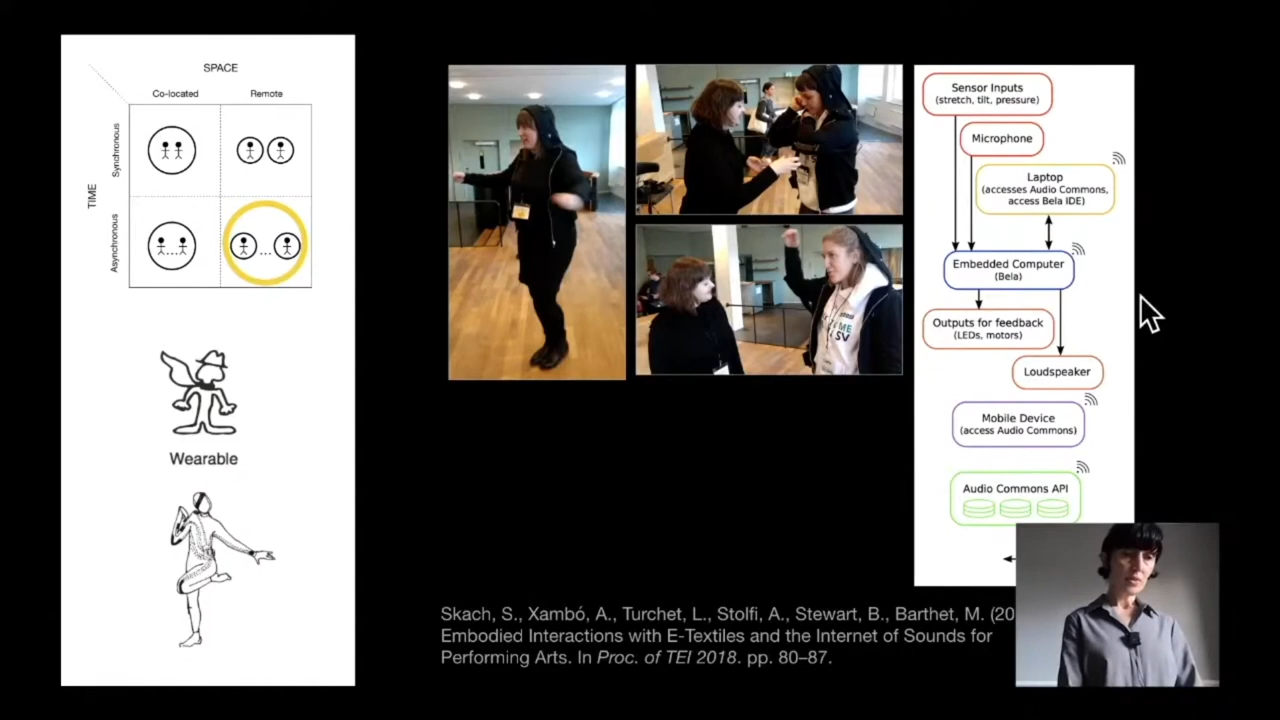 SPACE
Co-located
Remote
TIME
Synchronous
Asynchronous
Wearable
Sensor Inputs
(stretch, tilt, pressure)
Microphone
Laptop
(accesses Audio Commons,
access Bela IDE)
Embedded Computer
(Bela)
Outputs for feedback
(LEDs, motors)
Loudspeaker
Mobile Device
(access Audio Commons)
Audio Commons API
Skach, S., Xambó, A., Turchet, L., Stolfi, A., Stewart, B., Barthet, M. (20
Embodied Interactions with E-Textiles and the Internet of Sounds for
Performing Arts. In Proc. of TEI 2018. pp. 80–87.